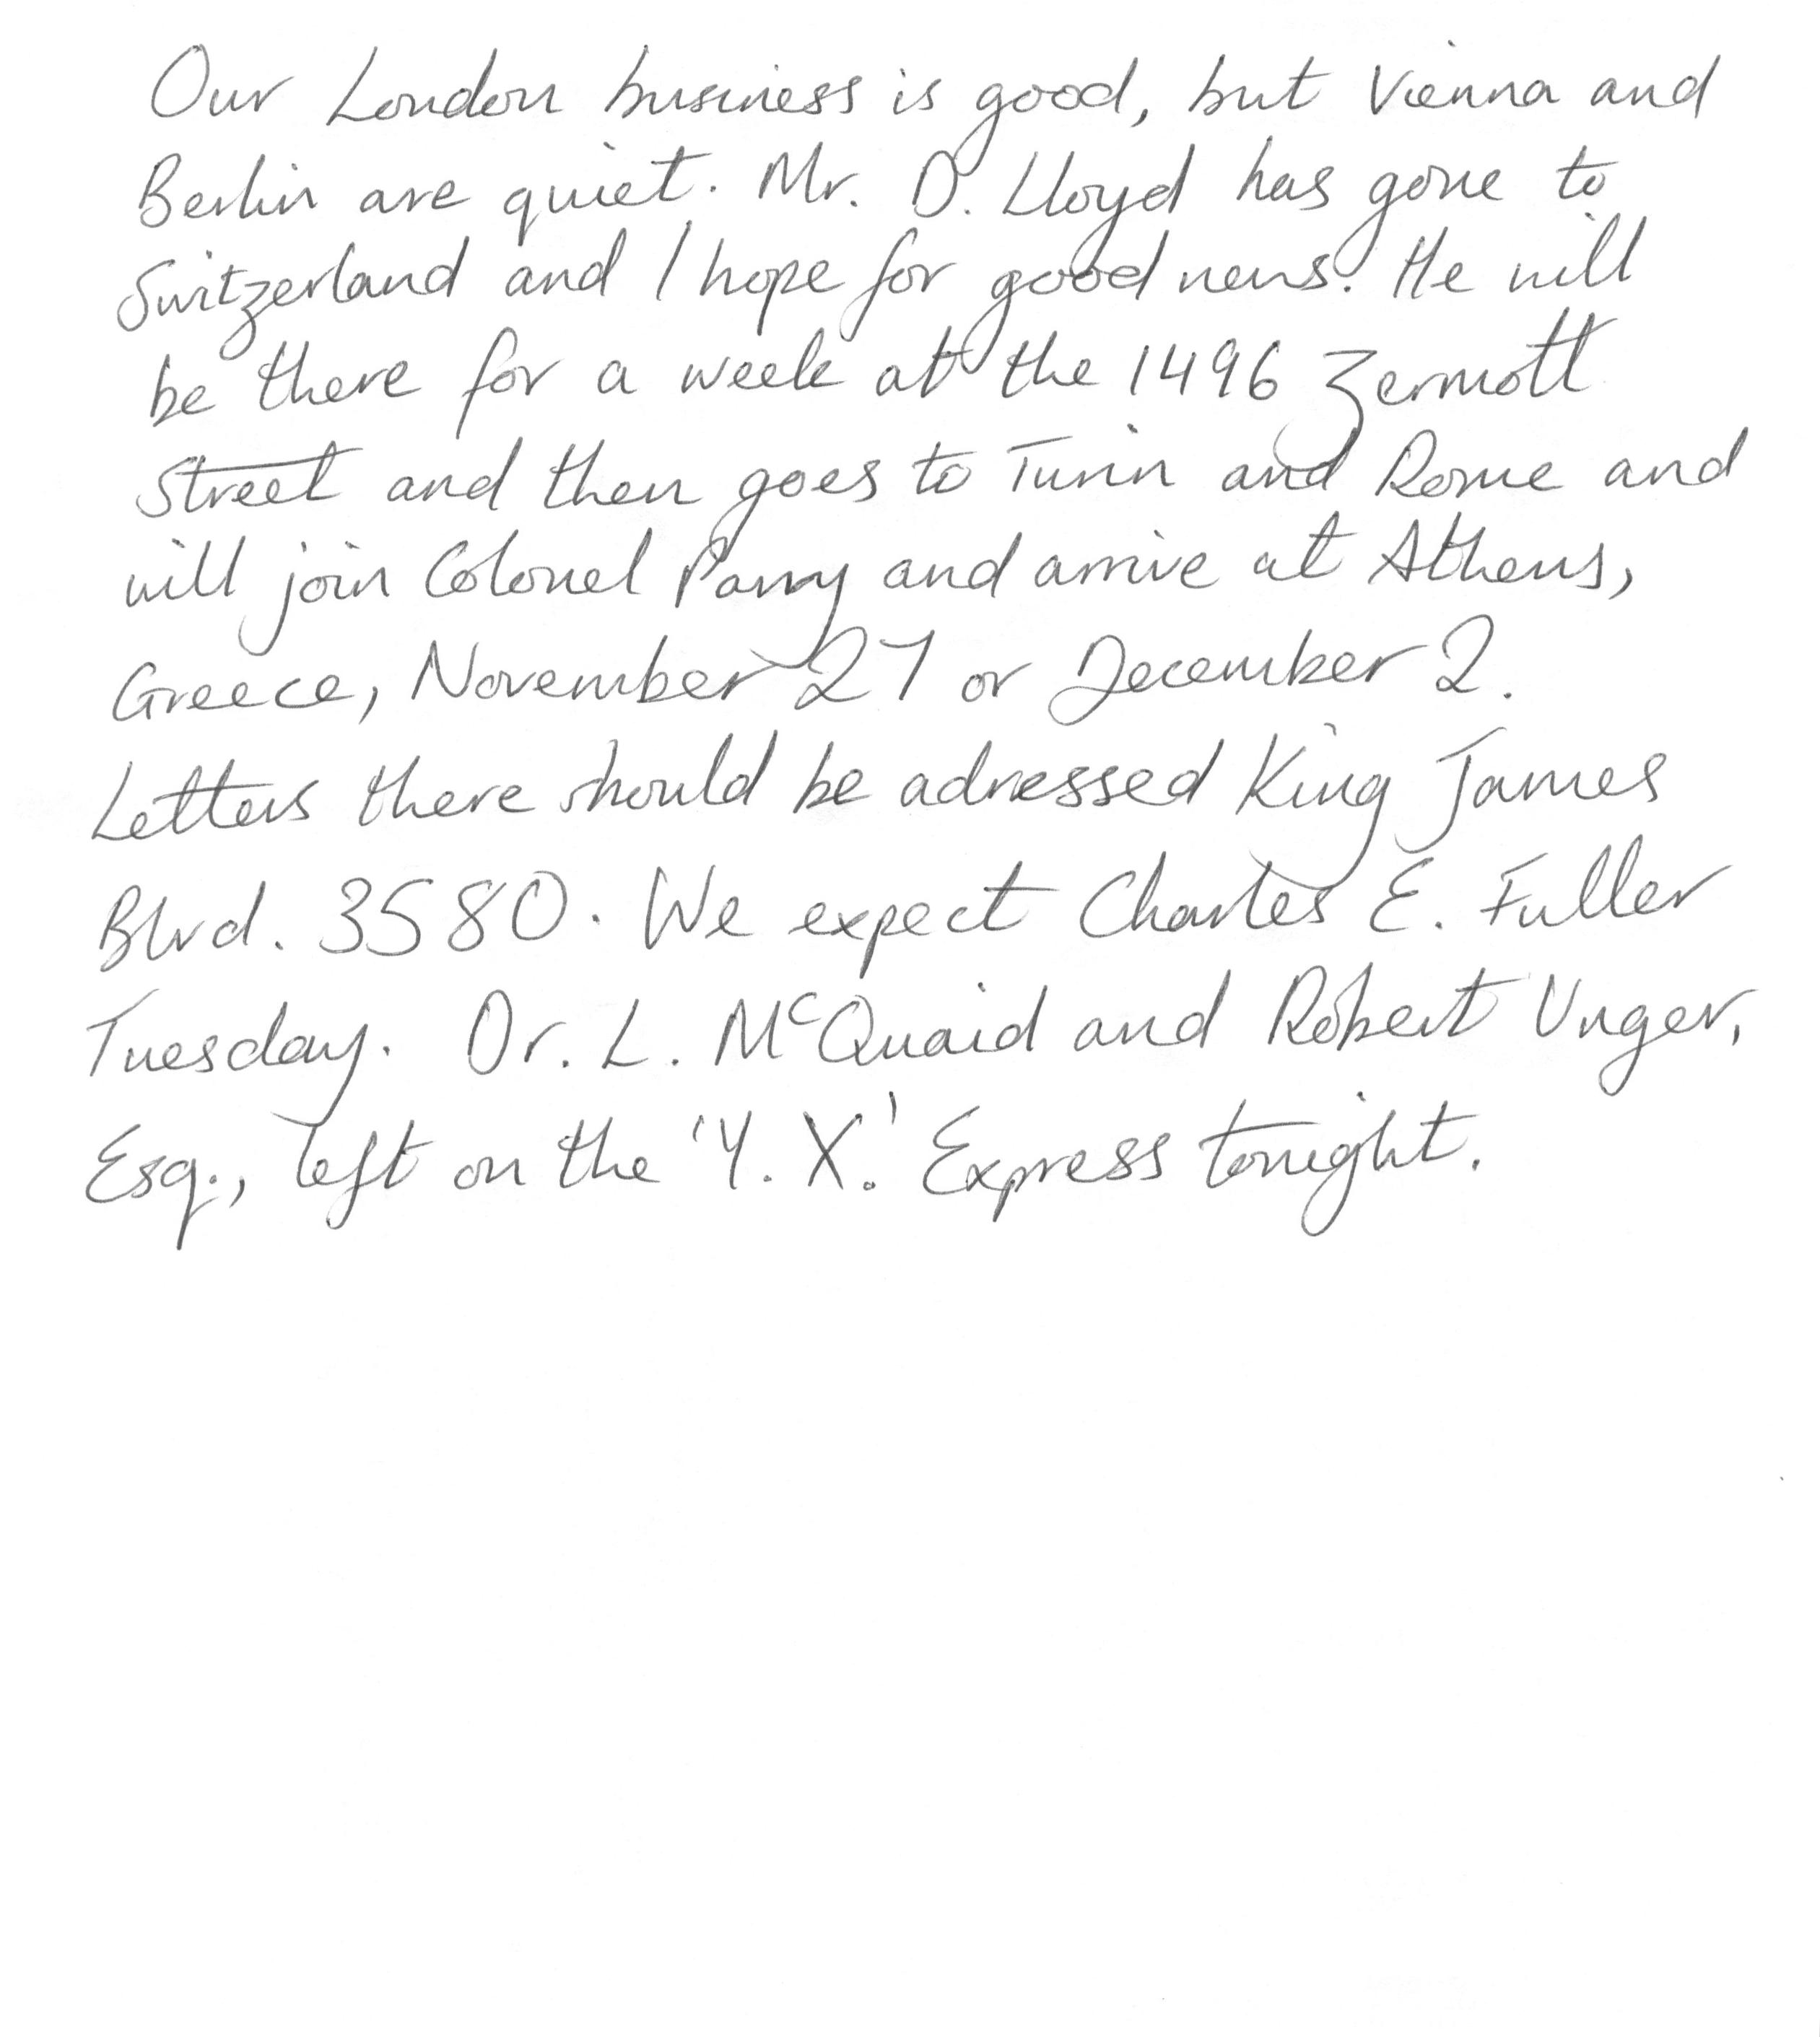 Our London business is good, but Vienna and
Berlin are quiet. Mr. D. Lloyd has gone to
Switzerland and I hope for good news. He will
be there for a week at the 1496 Zermott
Street and then goes to Turin and Rome and
will join Colonel Parry and arrive at Athens,
Greece, November 27 or December 2.
Letters there should be adressed King James
Blvd. 3580. We expect Charles E. Fuller
Tuesday. Dr. L. McQuaid and Robert Unger,
Esq., left on the 'Y. X.' Express tonight.